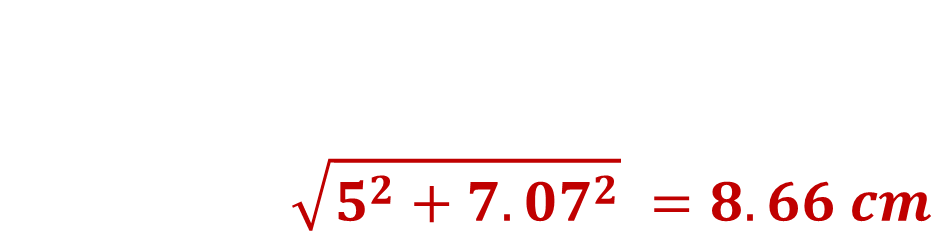 √5² + 7.07² = 8.66 cm